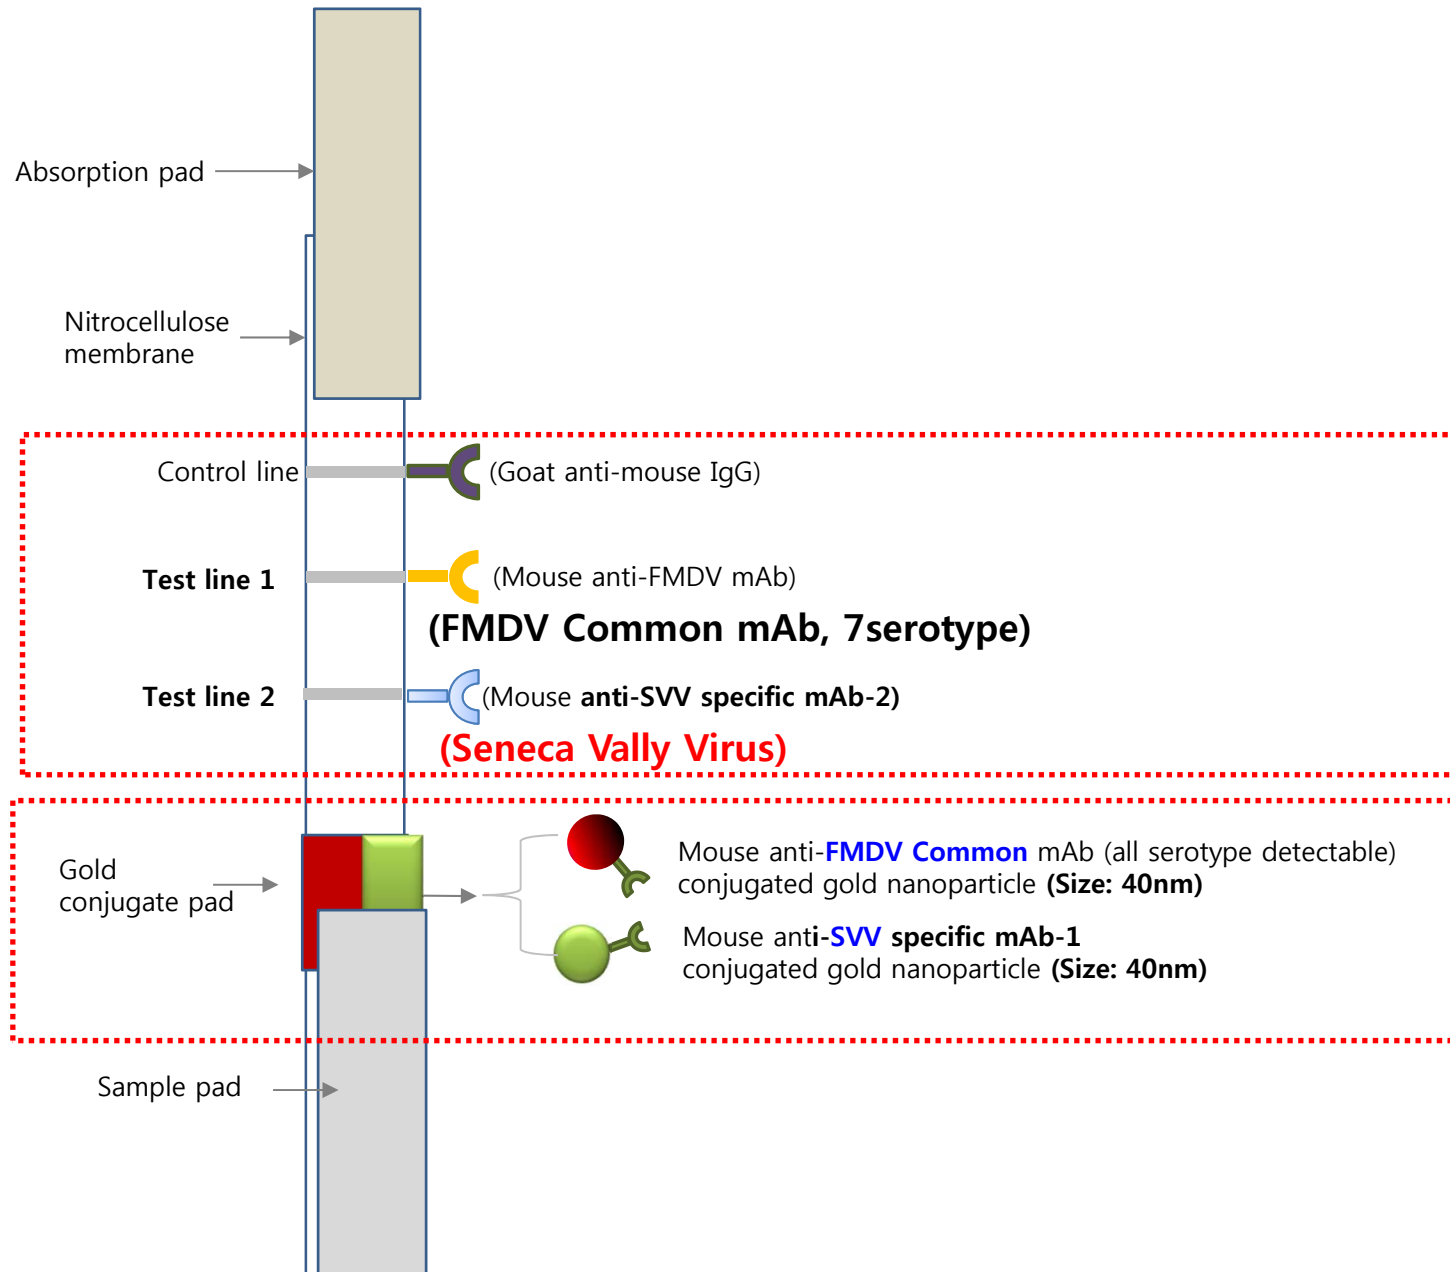 Absorption pad
Nitrocellulose
membrane
Control line
(Goat anti-mouse IgG)
Test line 1
(Mouse anti-FMDV mAb)
(FMDV Common mAb, 7serotype)
Test line 2
(Mouse anti-SVV specific mAb-2)
(Seneca Vally Virus)
Gold
conjugate pad
Mouse anti-FMDV Common mAb (all serotype detectable)
conjugated gold nanoparticle (Size: 40nm)
Mouse anti-SVV specific mAb-1
conjugated gold nanoparticle (Size: 40nm)
Sample pad